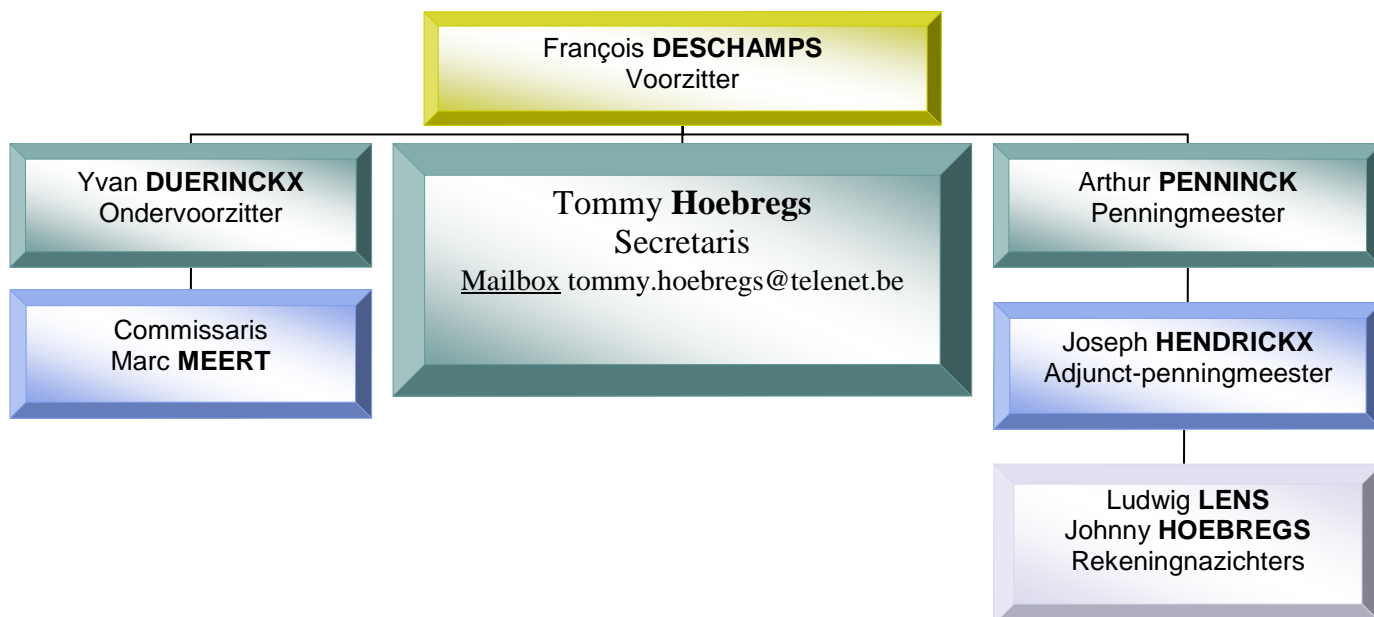 François DESCHAMPS
Voorzitter
Yvan DUERINCKX
Ondervoorzitter
Tommy Hoebregs
Secretaris
Mailbox tommy.hoebregs@telenet.be
Arthur PENNINCK
Penningmeester
Commissaris
Marc MEERT
Joseph HENDRICKX
Adjunct-penningmeester
Ludwig LENS
Johnny HOEBREGS
Rekeningnazichters